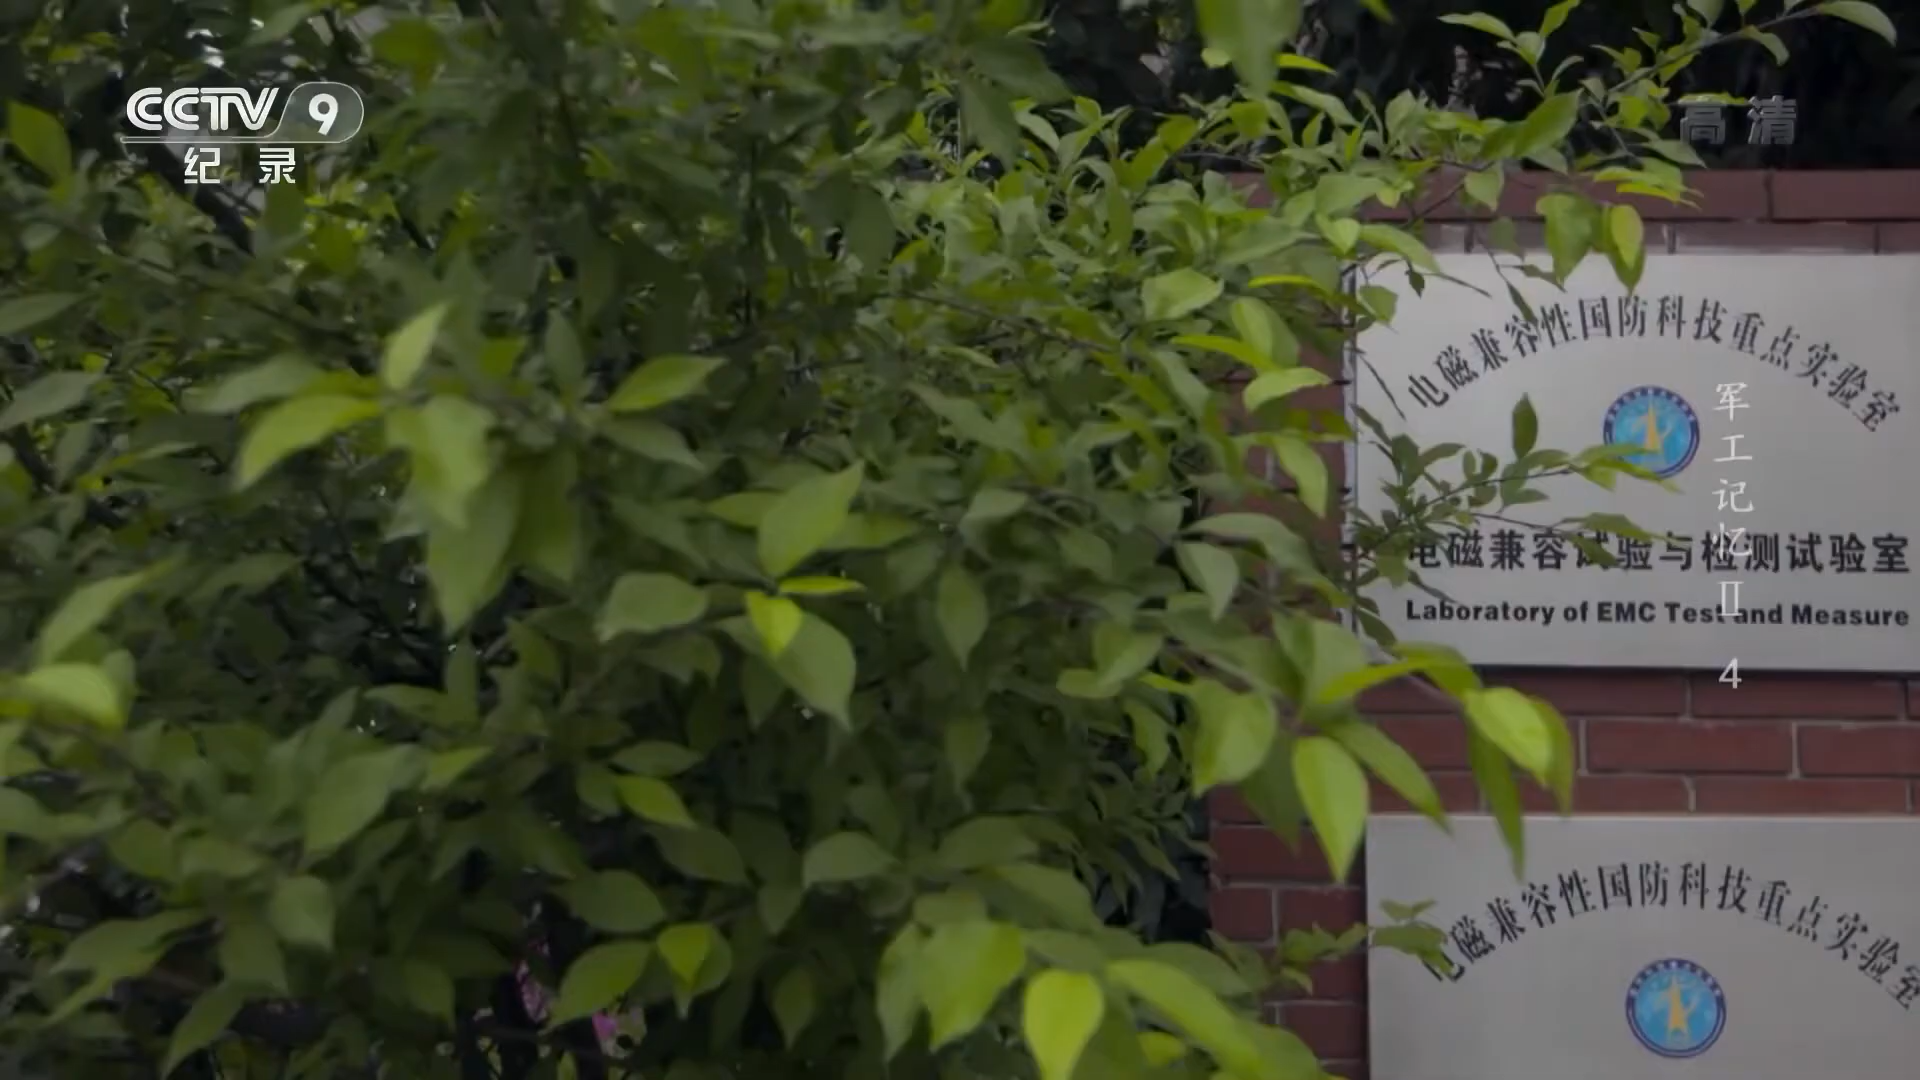 CCTV 9
纪录
高清
电磁兼容性国防科技重点实验室
电磁兼容试验与检测试验室
Laboratory of EMC Test and Measure
军工记忆 II 4
电磁兼容性国防科技重点实验室